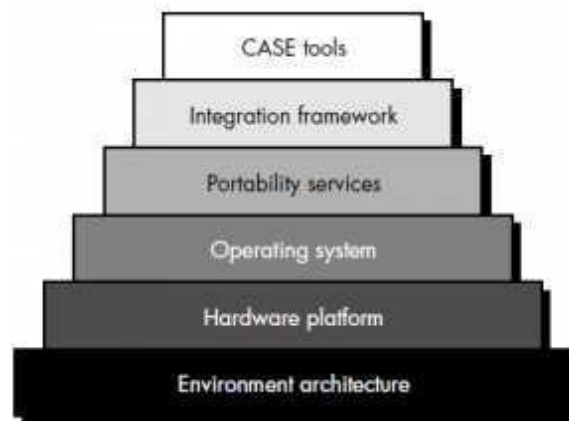 CASE tools
Integration framework
Portability services
Operating system
Hardware platform
Environment architecture